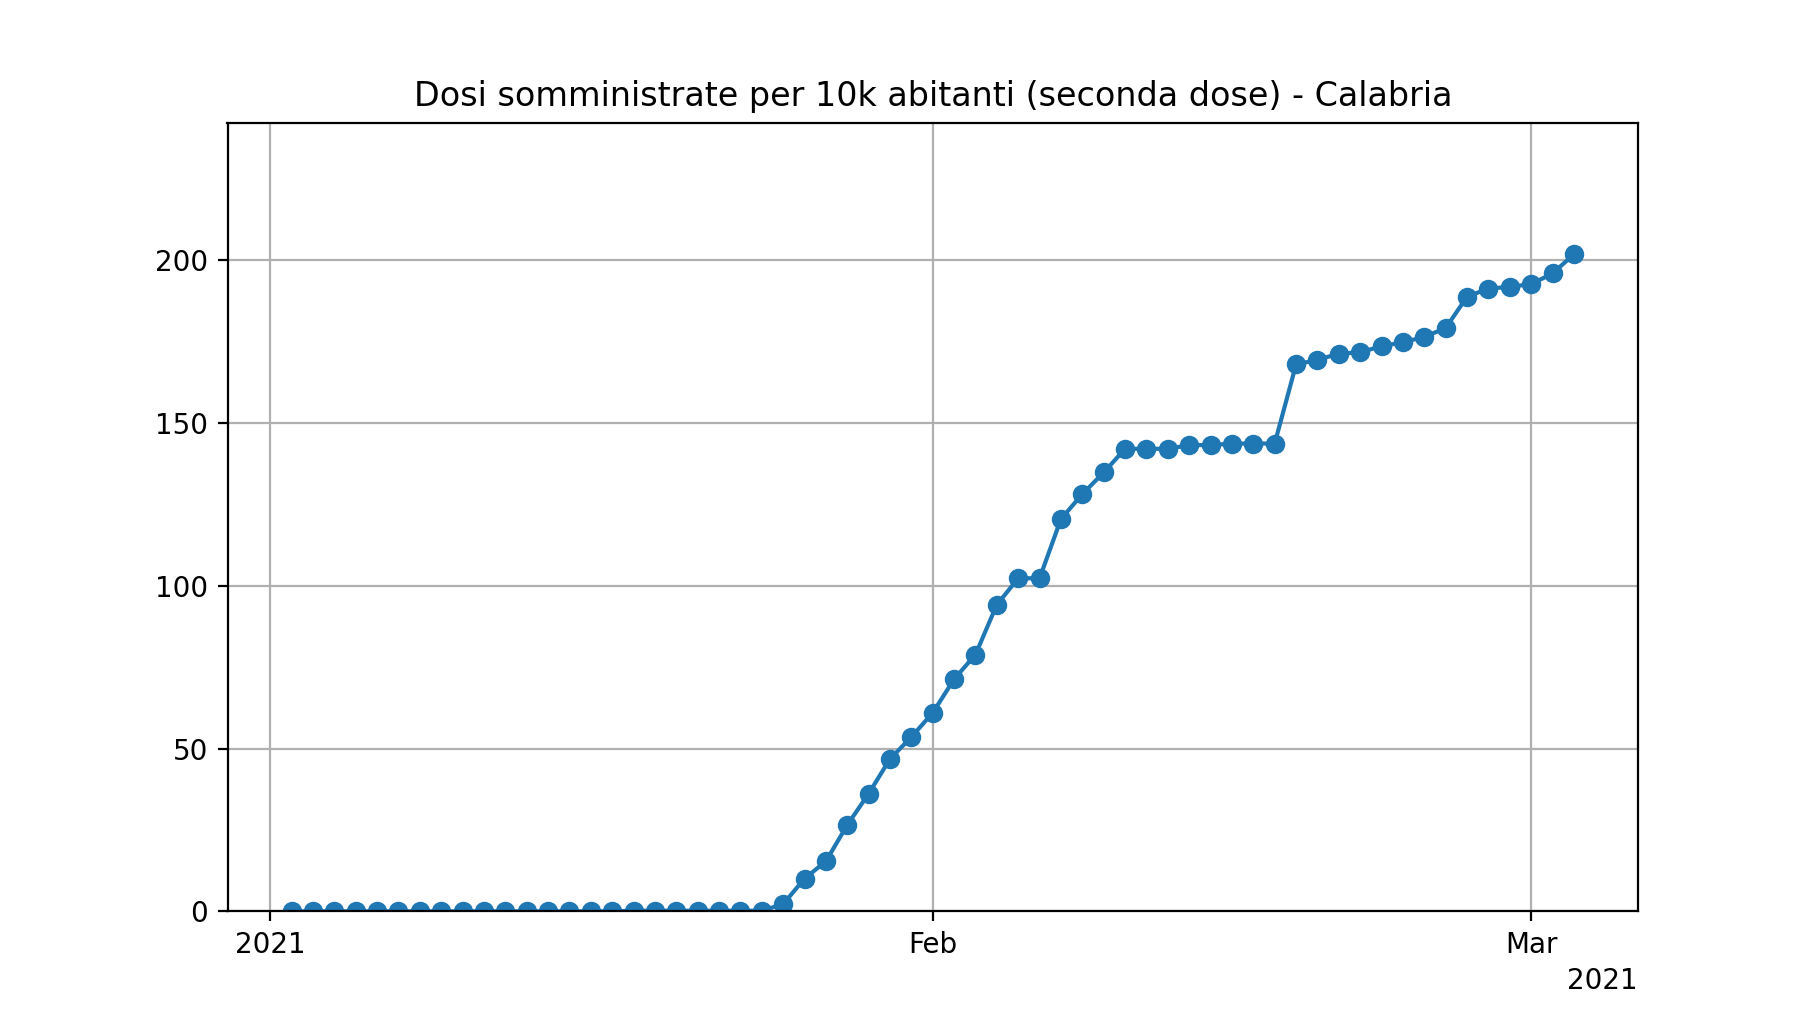 Dosi somministrate per 10k abitanti (seconda dose) - Calabria
200
150
100
50
0
2021
Feb
Mar
2021